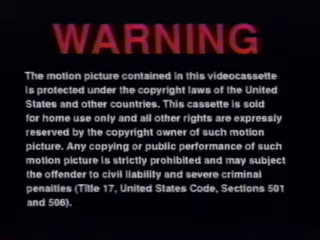 WARNING
The motion picture contained in this videocassette
is protected under the copyright laws of the United
States and other countries. This cassette is sold
for home use only and all other rights are expressly
reserved by the copyright owner of such motion
picture. Any copying or public performance of such
motion picture is strictly prohibited and may subject
the offender to civil liability and severe criminal
penalties (Title 17, United States Code, Sections 501
and 506).